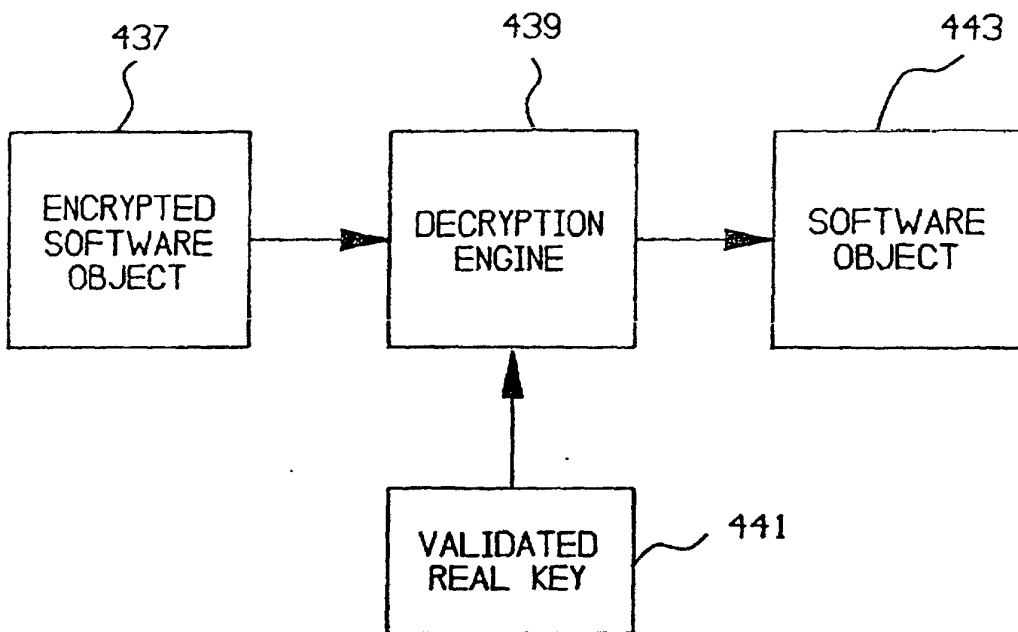 437
439
443
ENCRYPTED
SOFTWARE
OBJECT
DECRYPTION
ENGINE
SOFTWARE
OBJECT
VALIDATED
REAL KEY
441